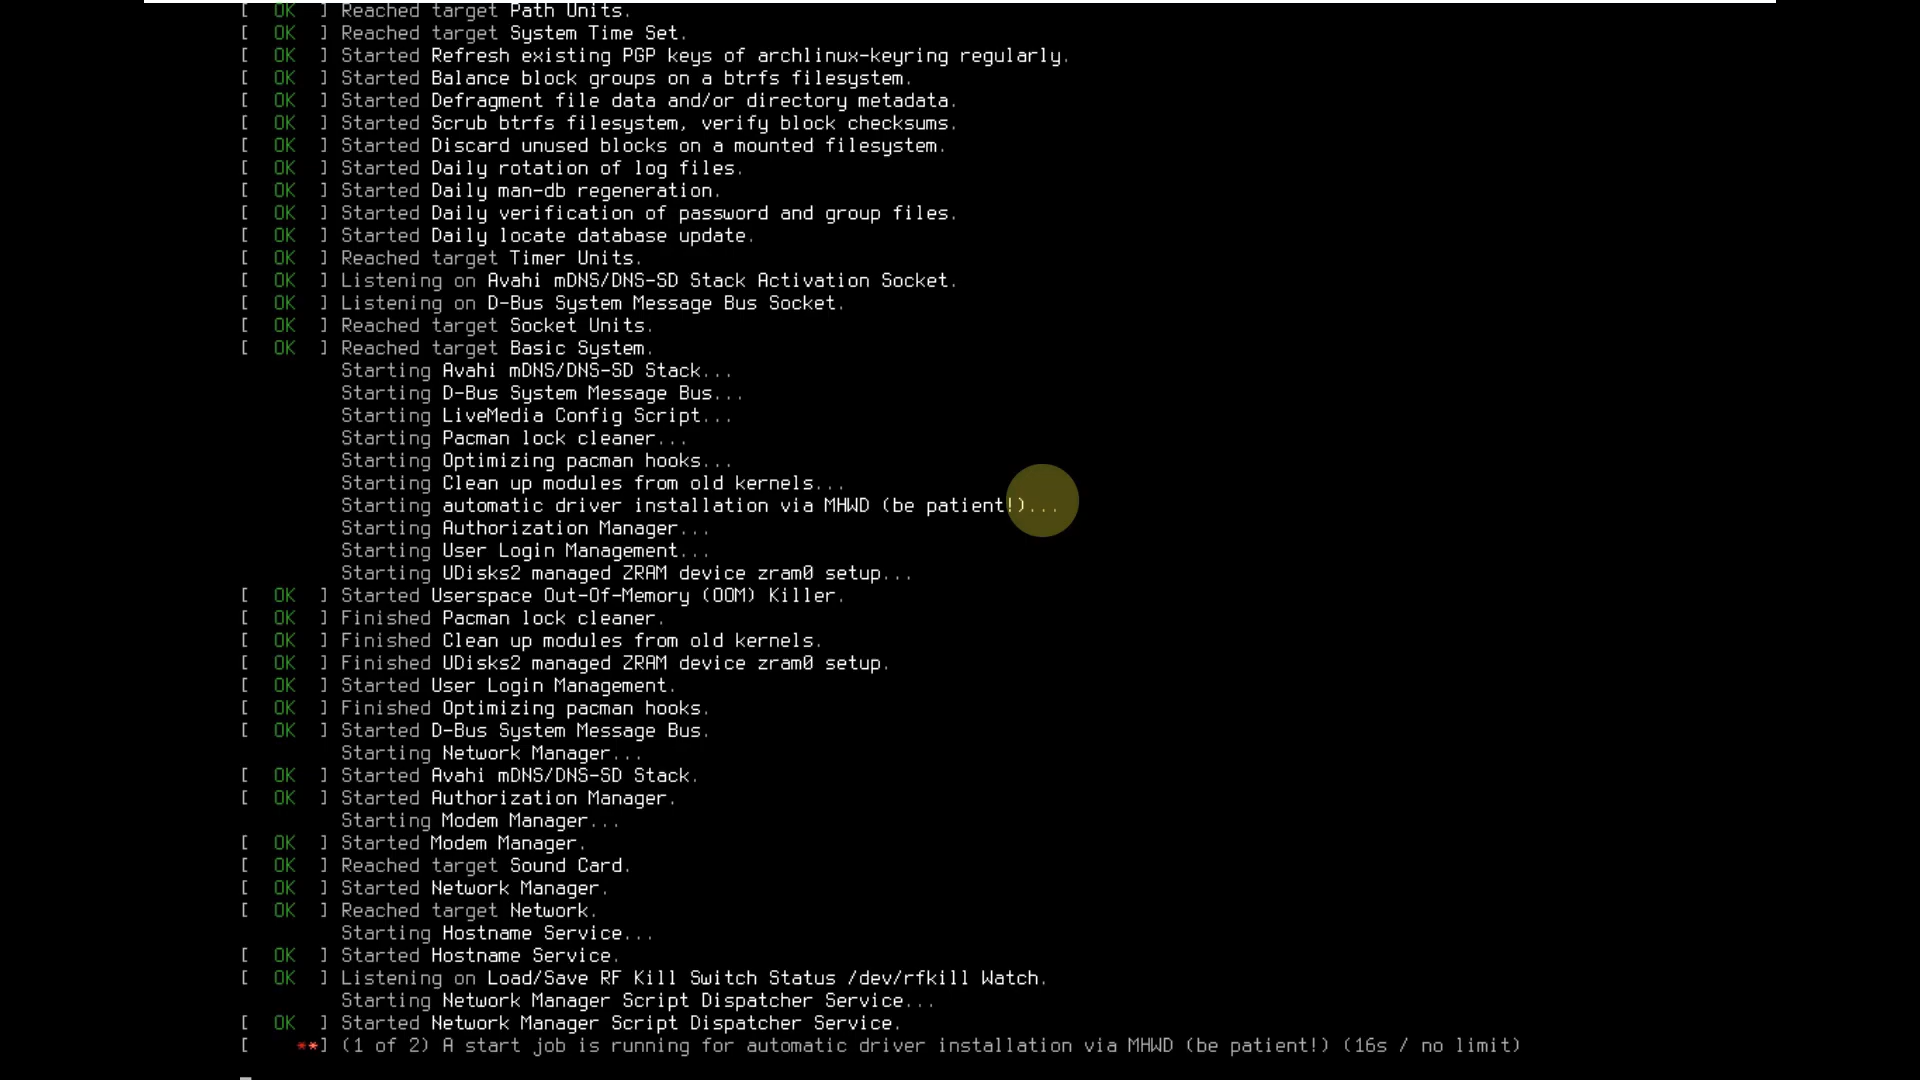 [  OK  ] Reached target Path Units.
[  OK  ] Reached target System Time Set.
[  OK  ] Started Refresh existing PGP keys of archlinux-keyring regularly.
[  OK  ] Started Balance block groups on a btrfs filesystem.
[  OK  ] Started Defragment file data and/or directory metadata.
[  OK  ] Started Scrub btrfs filesystem, verify block checksums.
[  OK  ] Started Discard unused blocks on a mounted filesystem.
[  OK  ] Started Daily rotation of log files.
[  OK  ] Started Daily man-db regeneration.
[  OK  ] Started Daily verification of password and group files.
[  OK  ] Started Daily locate database update.
[  OK  ] Reached target Timer Units.
[  OK  ] Listening on Avahi mDNS/DNS-SD Stack Activation Socket.
[  OK  ] Listening on D-Bus System Message Bus Socket.
[  OK  ] Reached target Socket Units.
[  OK  ] Reached target Basic System.
Starting Avahi mDNS/DNS-SD Stack...
Starting D-Bus System Message Bus...
Starting LiveMedia Config Script...
Starting Pacman lock cleaner...
Starting Optimizing pacman hooks...
Starting Clean up modules from old kernels...
Starting automatic driver installation via MHWD (be patient!)...
Starting Authorization Manager...
Starting User Login Management...
Starting UDisks2 managed ZRAM device zram0 setup...
[  OK  ] Started Userspace Out-Of-Memory (OOM) Killer.
[  OK  ] Finished Pacman lock cleaner.
[  OK  ] Finished Clean up modules from old kernels.
[  OK  ] Finished UDisks2 managed ZRAM device zram0 setup.
[  OK  ] Started User Login Management.
[  OK  ] Finished Optimizing pacman hooks.
[  OK  ] Started D-Bus System Message Bus.
Starting Network Manager...
[  OK  ] Started Avahi mDNS/DNS-SD Stack.
[  OK  ] Started Authorization Manager.
Starting Modem Manager...
[  OK  ] Started Modem Manager.
[  OK  ] Reached target Sound Card.
[  OK  ] Started Network Manager.
[  OK  ] Reached target Network.
Starting Hostname Service...
[  OK  ] Started Hostname Service.
[  OK  ] Listening on Load/Save RF Kill Switch Status /dev/rfkill Watch.
Starting Network Manager Script Dispatcher Service...
[  OK  ] Started Network Manager Script Dispatcher Service.
[    **] (1 of 2) A start job is running for automatic driver installation via MHWD (be patient!) (16s / no limit)